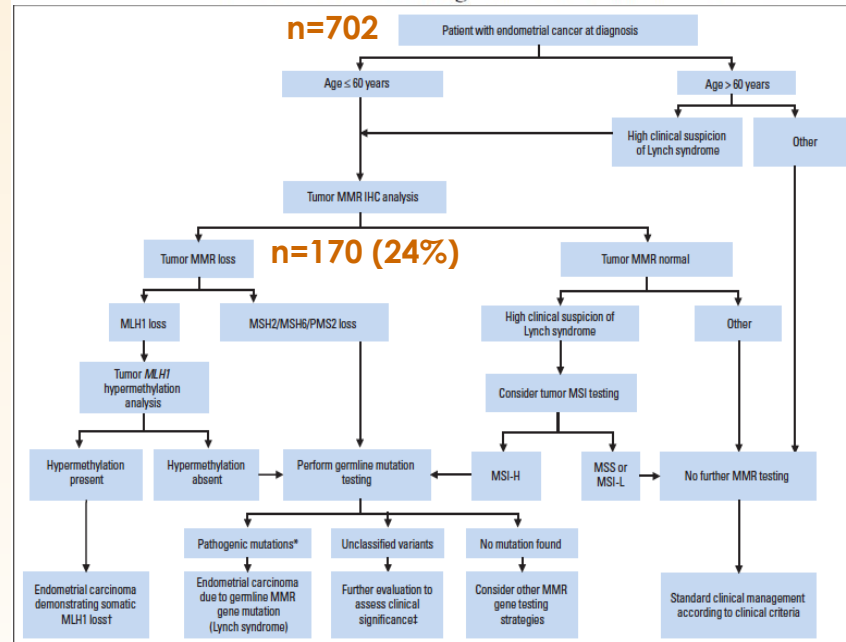 n=702
Patient with endometrial cancer at diagnosis
Age ≤ 60 years
Age > 60 years
High clinical suspicion
of Lynch syndrome
Other
Tumor MMR IHC analysis
Tumor MMR loss
n=170 (24%)
Tumor MMR normal
MLH1 loss
MSH2/MSH6/PMS2 loss
High clinical suspicion of
Lynch syndrome
Other
Tumor MLH1
hypermethylation
analysis
Consider tumor MSI testing
Hypermethylation
present
Hypermethylation
absent
Perform germline mutation
testing
MSI-H
MSS or
MSI-L
No further MMR testing
Pathogenic mutations*
Unclassified variants
No mutation found
Endometrial carcinoma
demonstrating somatic
MLH1 loss†
Endometrial carcinoma
due to germline MMR
gene mutation
(Lynch syndrome)
Further evaluation to
assess clinical
significance‡
Consider other MMR
gene testing
strategies
Standard clinical management
according to clinical criteria